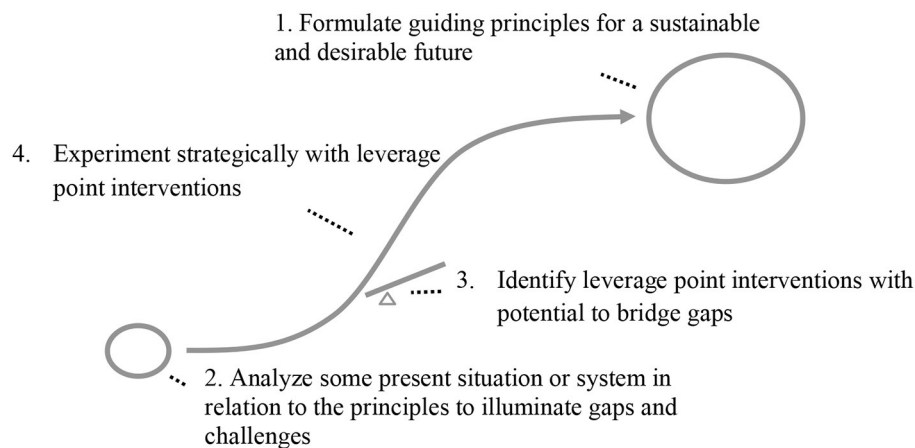 1. Formulate guiding principles for a sustainable
and desirable future
4. Experiment strategically with leverage
point interventions
3. Identify leverage point interventions with
potential to bridge gaps
2. Analyze some present situation or system in
relation to the principles to illuminate gaps and
challenges